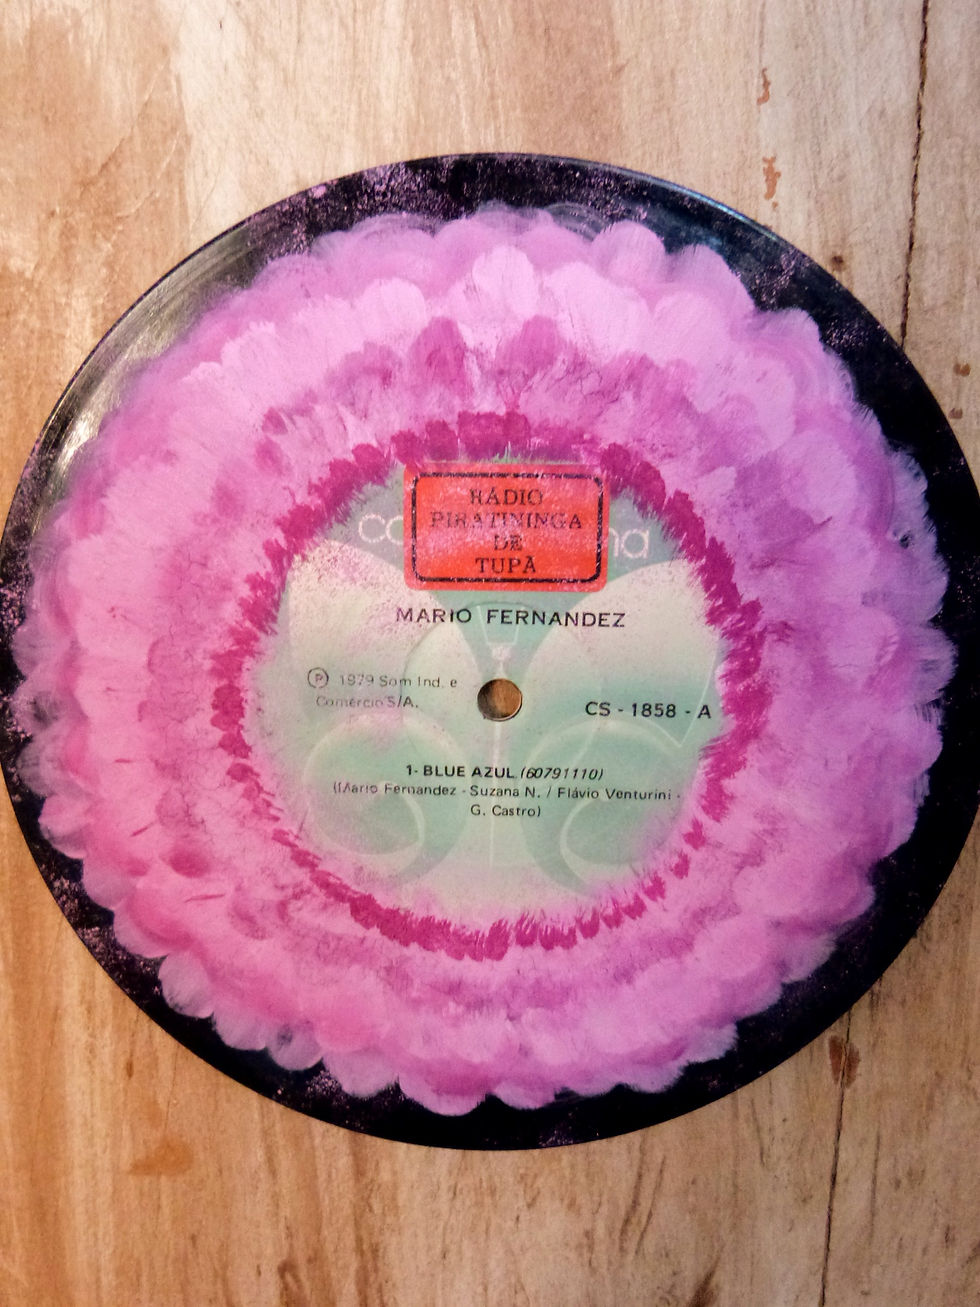 RÁDIO
PIRATININGA
DE
TUPÃ
MARIO FERNANDEZ
Ⓟ 1979 Som Ind. e
Comércio S/A.
CS - 1858 - A
1- BLUE AZUL (60791110)
(Mario Fernandez - Suzana N. / Flávio Venturini -
G. Castro)